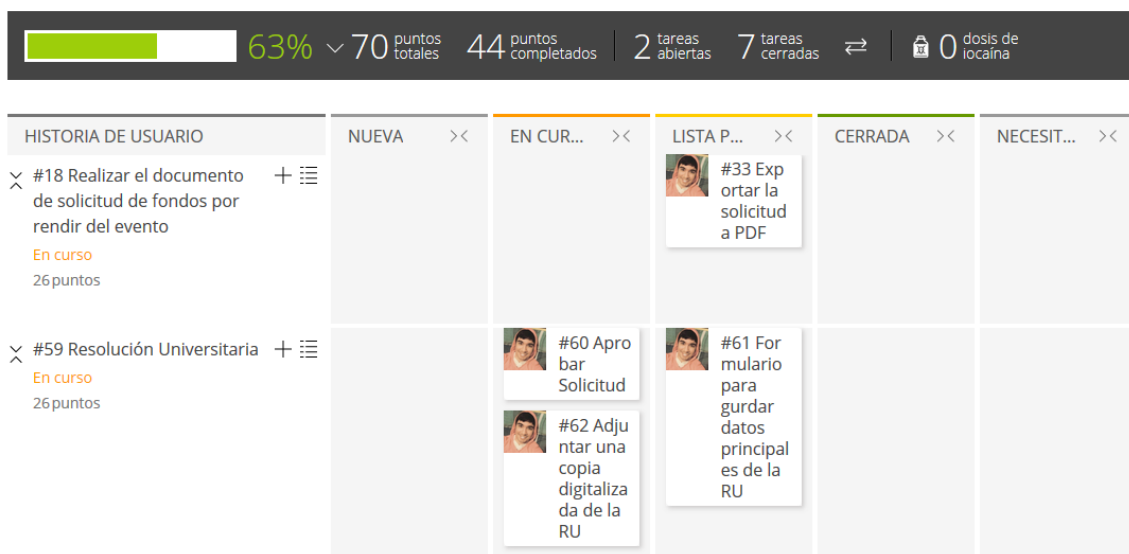 63% 70 puntos totales 44 puntos completados 2 tareas abiertas 7 tareas cerradas 0 dosis de iocaína
HISTORIA DE USUARIO NUEVA EN CUR... LISTA P... CERRADA NECESIT...
#18 Realizar el documento
de solicitud de fondos por
rendir del evento
En curso
26 puntos
#33 Exp
ortar la
solicitud
a PDF
#59 Resolución Universitaria
En curso
26 puntos
#60 Apro
bar
Solicitud
#62 Adju
ntar una
copia
digitaliza
da de la
RU
#61 For
mulario
para
gurdar
datos
principal
es de la
RU